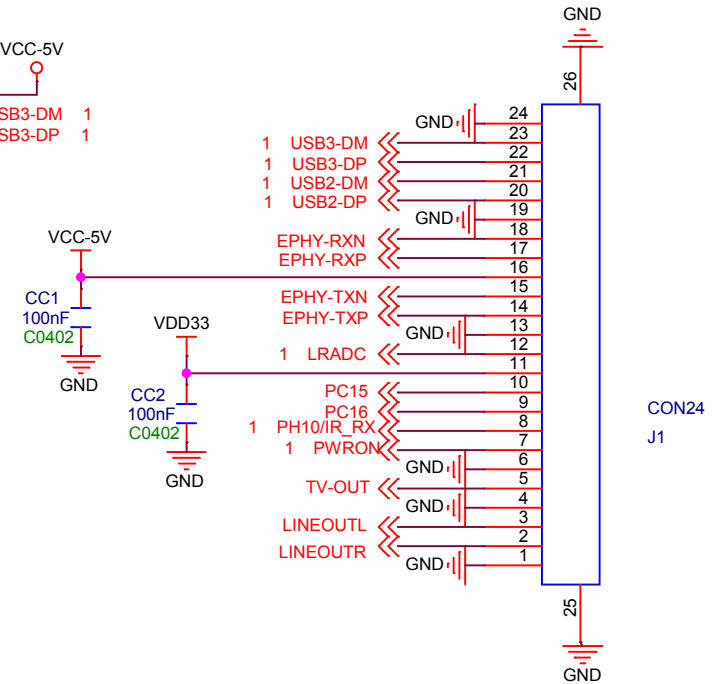 GND
VCC-5V
26
SB3-DM 1
SB3-DP 1
GND 24
1 USB3-DM 23
1 USB3-DP 22
1 USB2-DM 21
1 USB2-DP 20
GND 19
EPHY-RXN 18
EPHY-RXP 17
VCC-5V 16
EPHY-TXN 15
EPHY-TXP 14
GND 13
1 LRADC 12
VDD33 11
CC1
100nF
C0402
GND
PC15 10
PC16 9
1 PH10/IR_RX 8
1 PWRON 7
GND 6
TV-OUT 5
GND 4
LINEOUTL 3
LINEOUTR 2
GND 1
CC2
100nF
C0402
GND
CON24
J1
25
GND